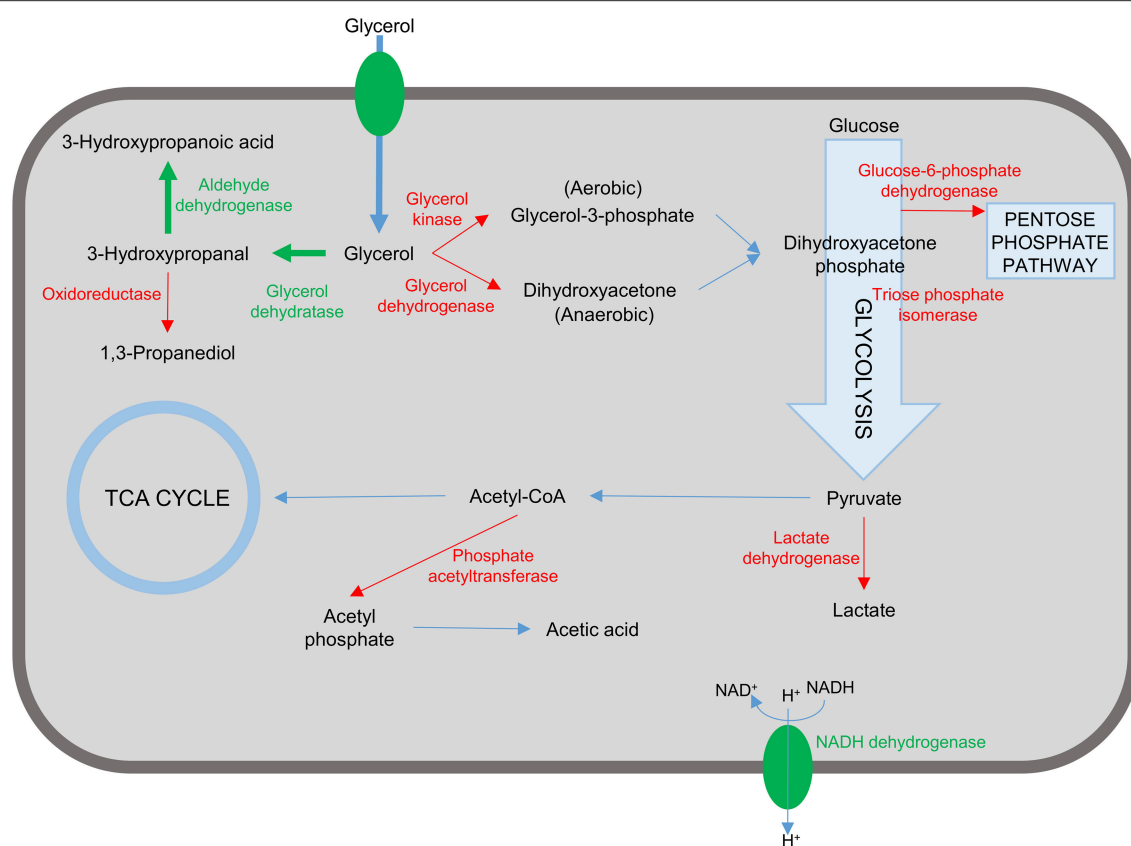 Glycerol
3-Hydroxypropanoic acid
Aldehyde
dehydrogenase
3-Hydroxypropanal
Oxidoreductase
1,3-Propanediol
Glycerol
dehydratase
Glycerol
Glycerol
kinase
Glycerol
dehydrogenase
(Aerobic)
Glycerol-3-phosphate
Dihydroxyacetone
(Anaerobic)
Glucose
Glucose-6-phosphate
dehydrogenase
PENTOSE
PHOSPHATE
PATHWAY
Dihydroxyacetone
phosphate
Triose phosphate
isomerase
GLYCOLYSIS
TCA CYCLE
Acetyl-CoA
Pyruvate
Phosphate
acetyltransferase
Lactate
dehydrogenase
Acetyl
phosphate
Acetic acid
Lactate
NAD⁺
H⁺
NADH
NADH dehydrogenase
H⁺